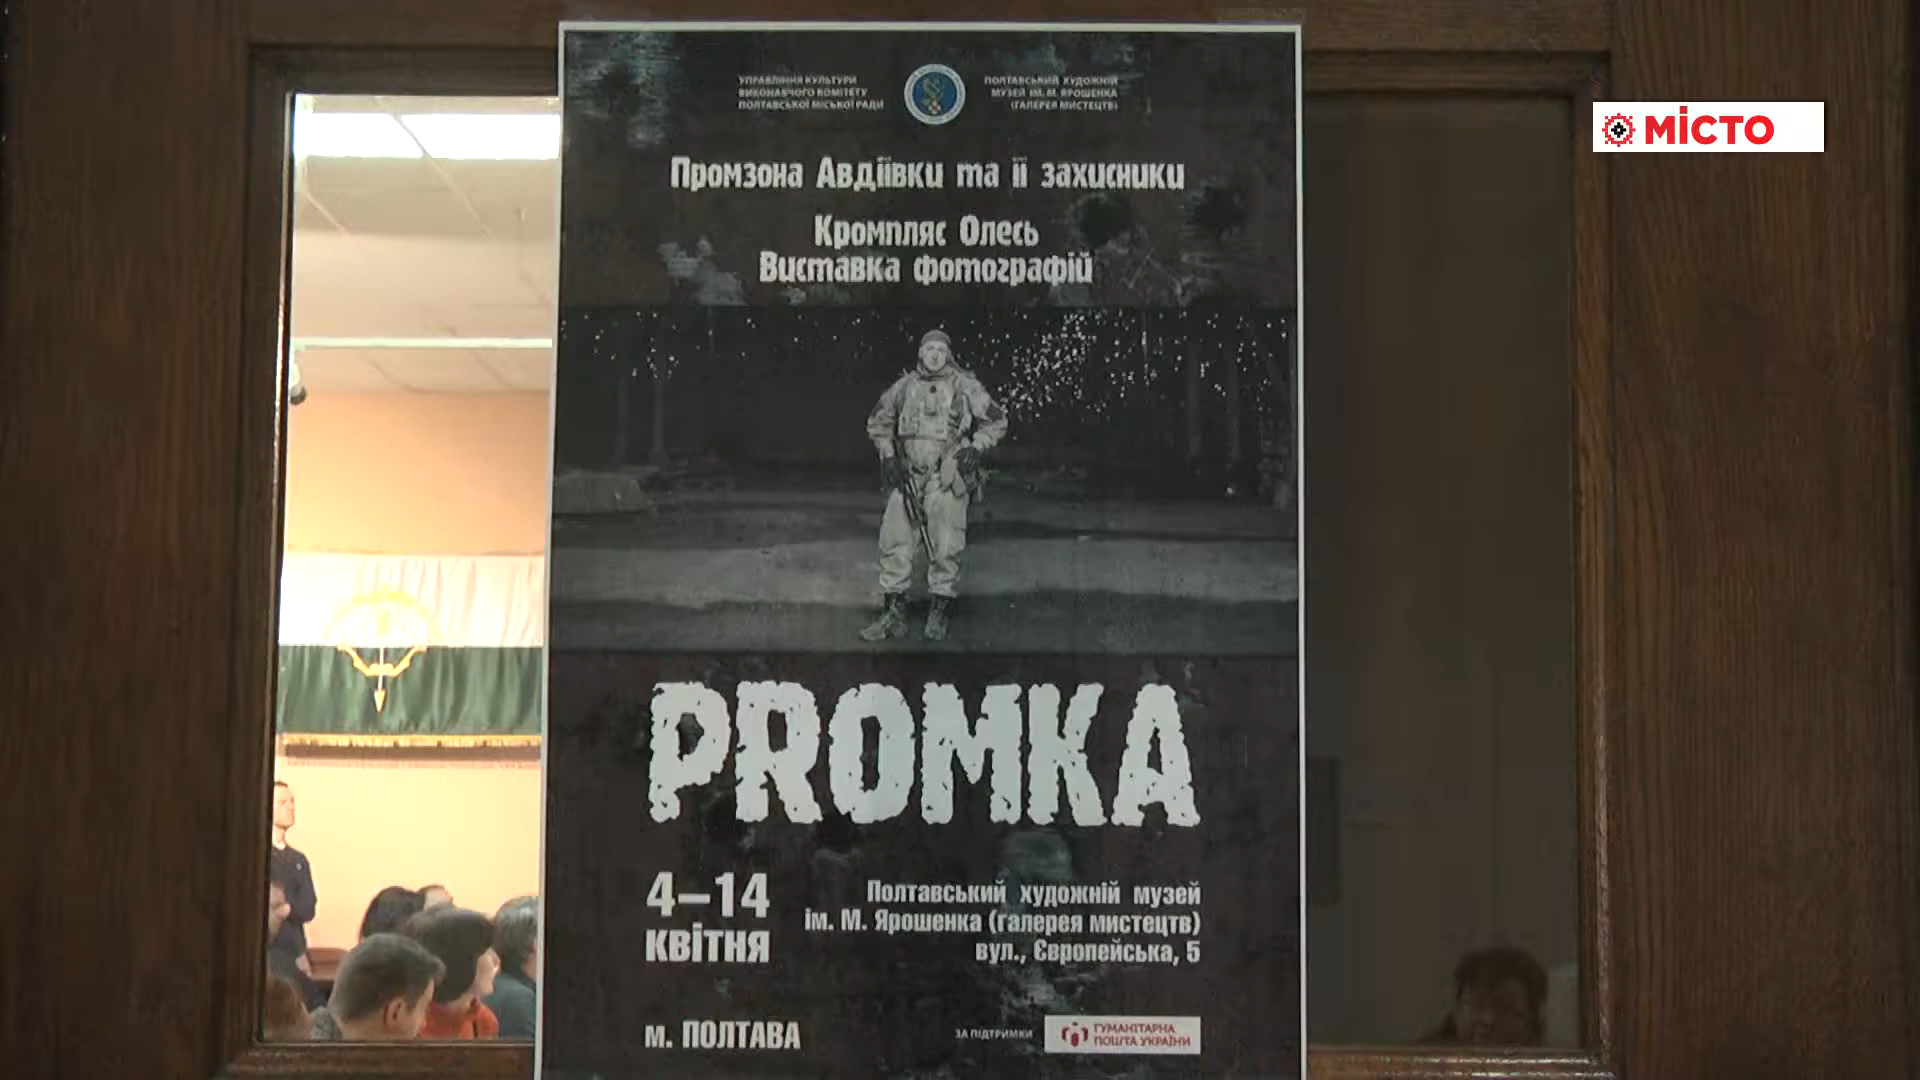 УПРАВЛІННЯ КУЛЬТУРИ
ВИКОНАВЧОГО КОМІТЕТУ
ПОЛТАВСЬКОЇ МІСЬКОЇ РАДИ
ПОЛТАВСЬКИЙ ХУДОЖНІЙ
МУЗЕЙ ІМ. М. ЯРОШЕНКА
(ГАЛЕРЕЯ МИСТЕЦТВ)
МІСТО
Промзона Авдіївки та її захисники
Кромпляс Олесь
Виставка фотографій
PROMKA
4–14
КВІТНЯ
Полтавський художній музей
ім. М. Ярошенка (галерея мистецтв)
вул., Європейська, 5
м. ПОЛТАВА
ЗА ПІДТРИМКИ
ГУМАНІТАРНА
ПОШТА УКРАЇНИ